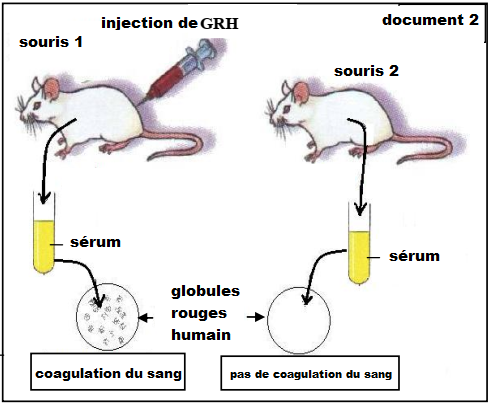 injection de GRH
document 2
souris 1
souris 2
sérum
sérum
globules
rouges
humain
coagulation du sang
pas de coagulation du sang